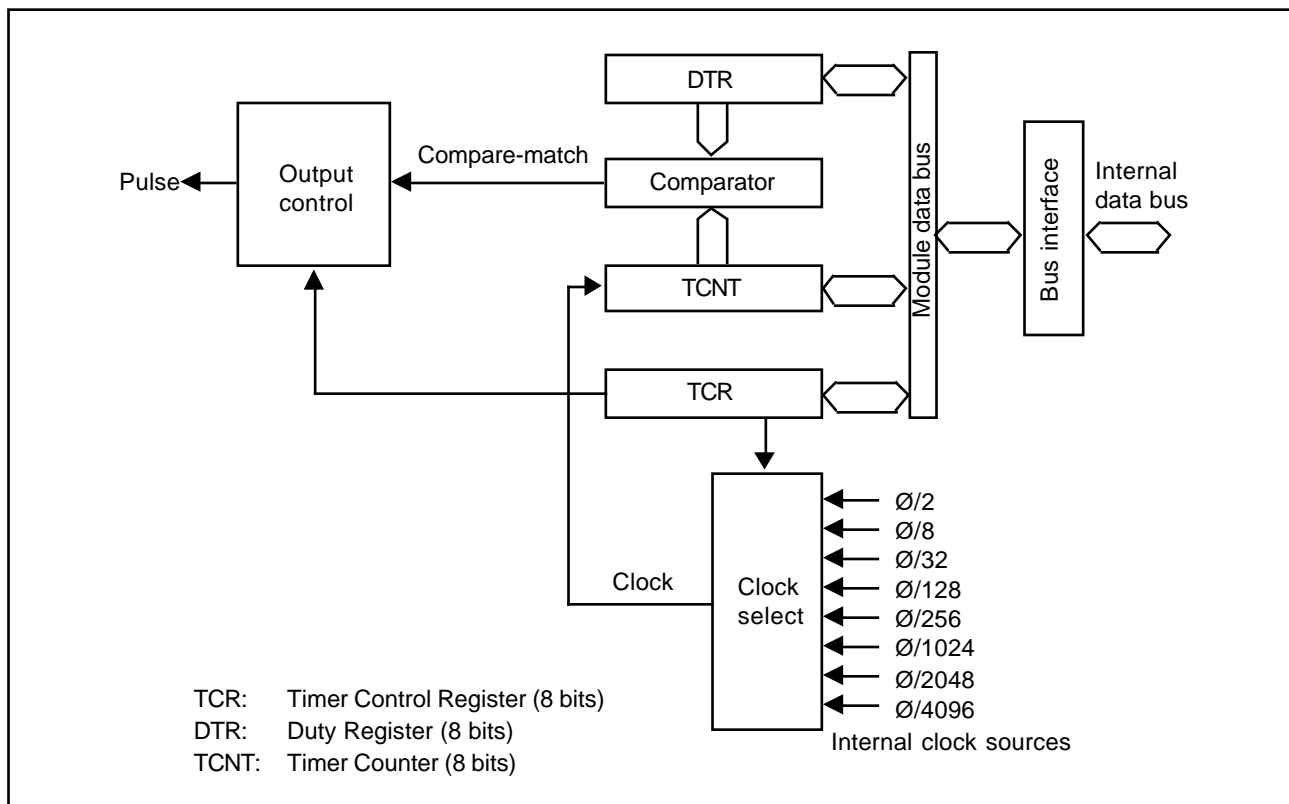 DTR
Compare-match
Pulse
Output
control
Comparator
Module data bus
Bus interface
Internal
data bus
TCNT
TCR
Ø/2
Ø/8
Ø/32
Clock
Clock
select
Ø/128
Ø/256
Ø/1024
Ø/2048
Ø/4096
Internal clock sources
TCR: Timer Control Register (8 bits)
DTR: Duty Register (8 bits)
TCNT: Timer Counter (8 bits)